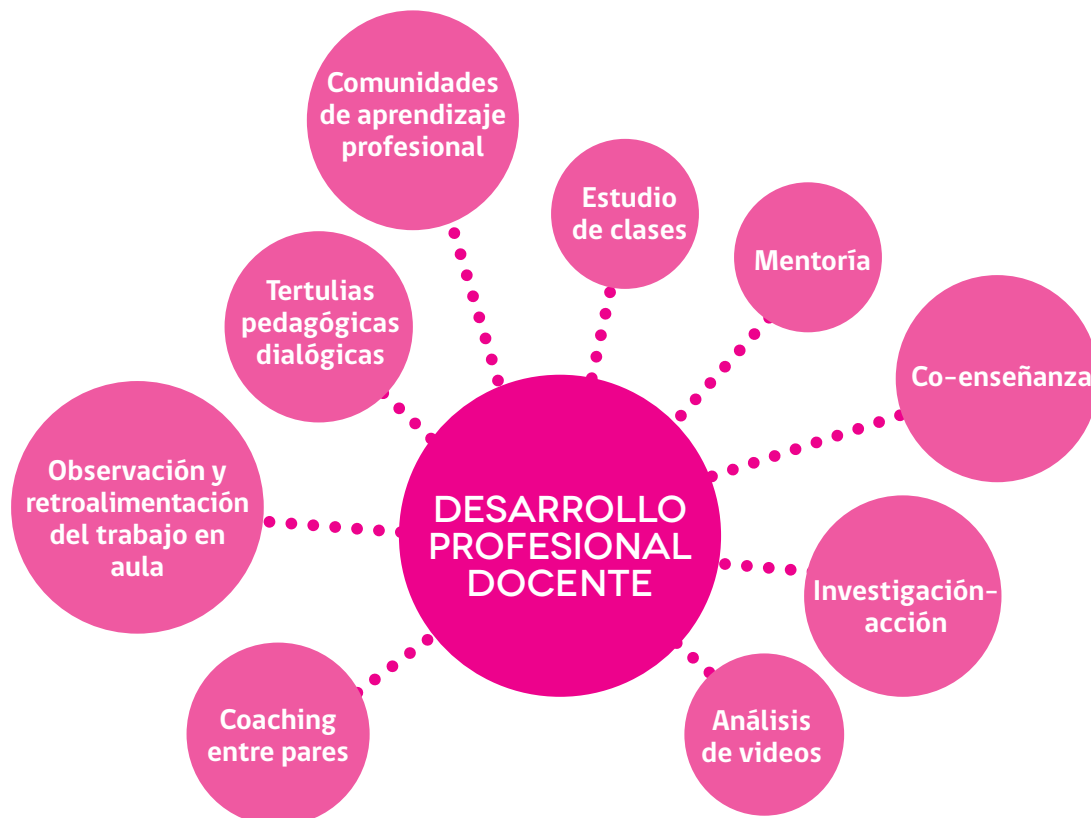 Comunidades
de aprendizaje
profesional
Estudio
de clases
Mentoría
Tertulias
pedagógicas
dialógicas
Co-enseñanza
Observación y
retroalimentación
del trabajo en
aula
DESARROLLO
PROFESIONAL
DOCENTE
Investigación-
acción
Coaching
entre pares
Análisis
de videos